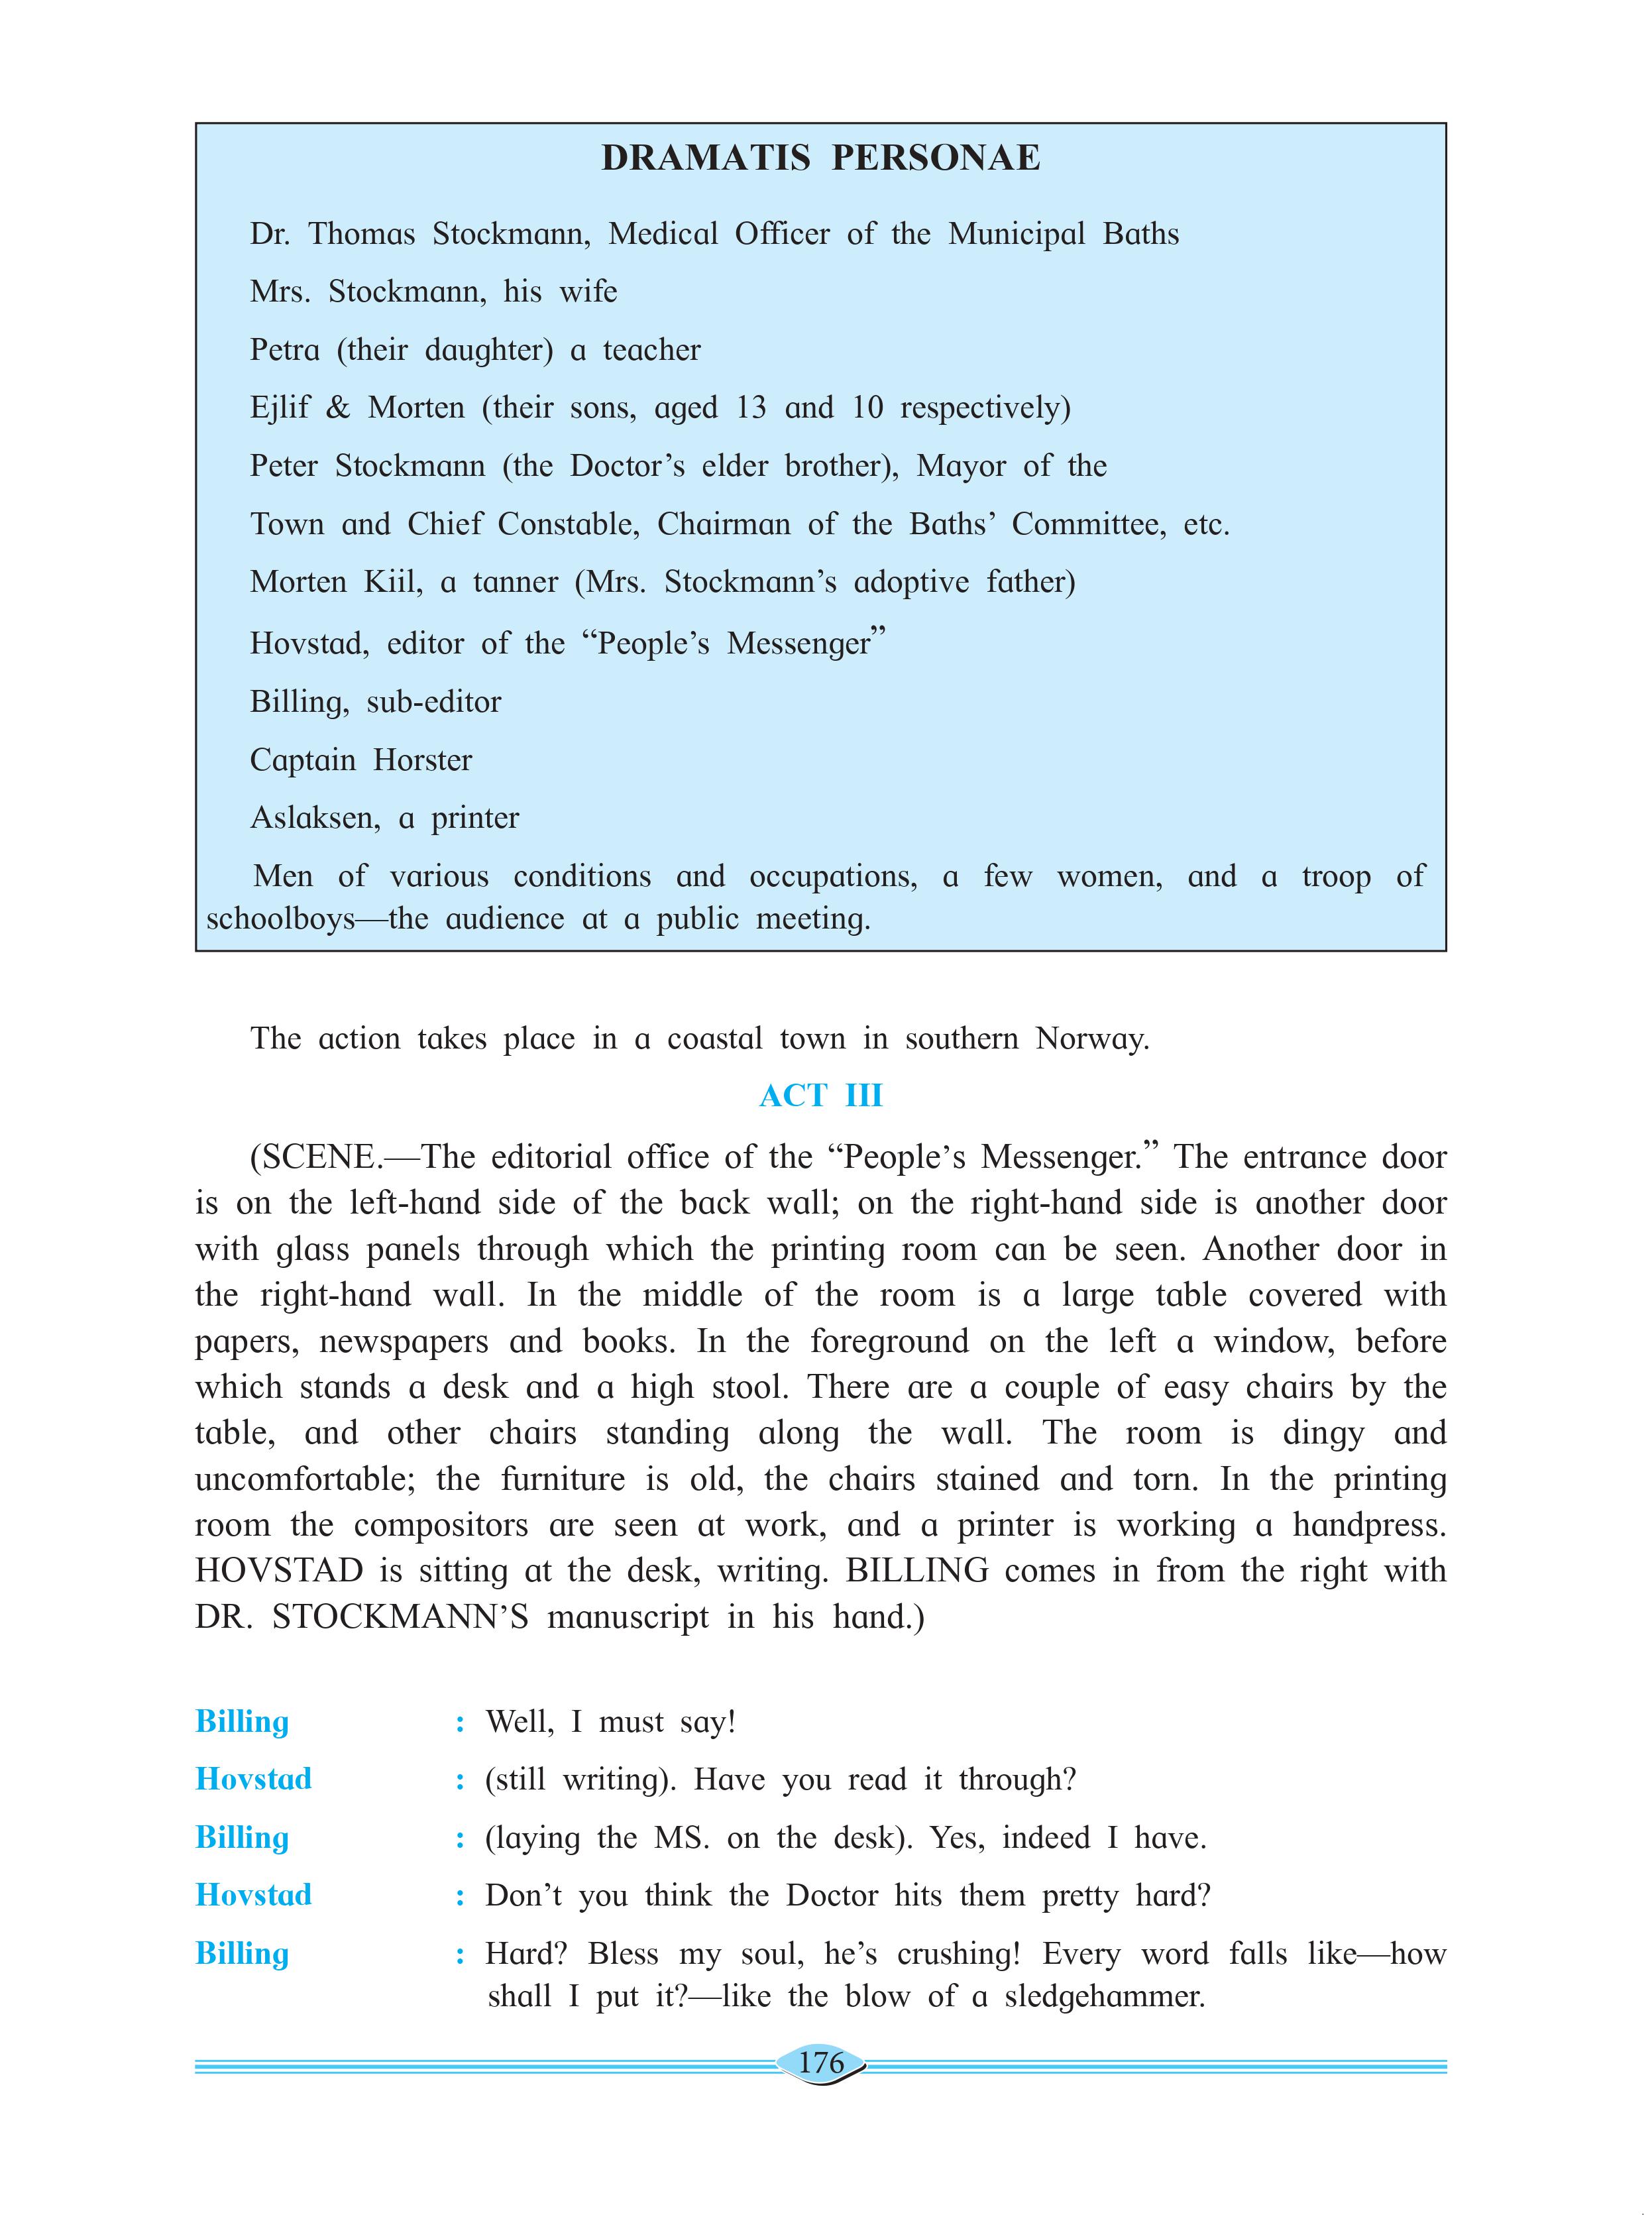 DRAMATIS PERSONAE
Dr. Thomas Stockmann, Medical Officer of the Municipal Baths
Mrs. Stockmann, his wife
Petra (their daughter) a teacher
Ejlif & Morten (their sons, aged 13 and 10 respectively)
Peter Stockmann (the Doctor’s elder brother), Mayor of the
Town and Chief Constable, Chairman of the Baths’ Committee, etc.
Morten Kiil, a tanner (Mrs. Stockmann’s adoptive father)
Hovstad, editor of the “People’s Messenger”
Billing, sub-editor
Captain Horster
Aslaksen, a printer
Men of various conditions and occupations, a few women, and a troop of
schoolboys—the audience at a public meeting.
The action takes place in a coastal town in southern Norway.
ACT III
(SCENE.—The editorial office of the “People’s Messenger.” The entrance door
is on the left-hand side of the back wall; on the right-hand side is another door
with glass panels through which the printing room can be seen. Another door in
the right-hand wall. In the middle of the room is a large table covered with
papers, newspapers and books. In the foreground on the left a window, before
which stands a desk and a high stool. There are a couple of easy chairs by the
table, and other chairs standing along the wall. The room is dingy and
uncomfortable; the furniture is old, the chairs stained and torn. In the printing
room the compositors are seen at work, and a printer is working a handpress.
HOVSTAD is sitting at the desk, writing. BILLING comes in from the right with
DR. STOCKMANN’S manuscript in his hand.)
Billing : Well, I must say!
Hovstad : (still writing). Have you read it through?
Billing : (laying the MS. on the desk). Yes, indeed I have.
Hovstad : Don’t you think the Doctor hits them pretty hard?
Billing : Hard? Bless my soul, he’s crushing! Every word falls like—how
shall I put it?—like the blow of a sledgehammer.
176